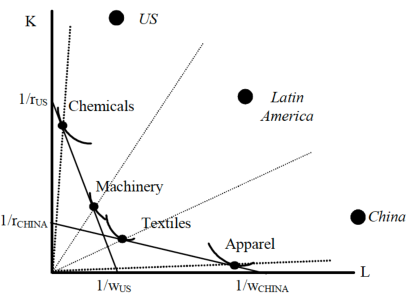 K
US
1/rUS
Chemicals
Latin
America
Machinery
1/rCHINA
Textiles
China
Apparel
L
1/wUS
1/wCHINA